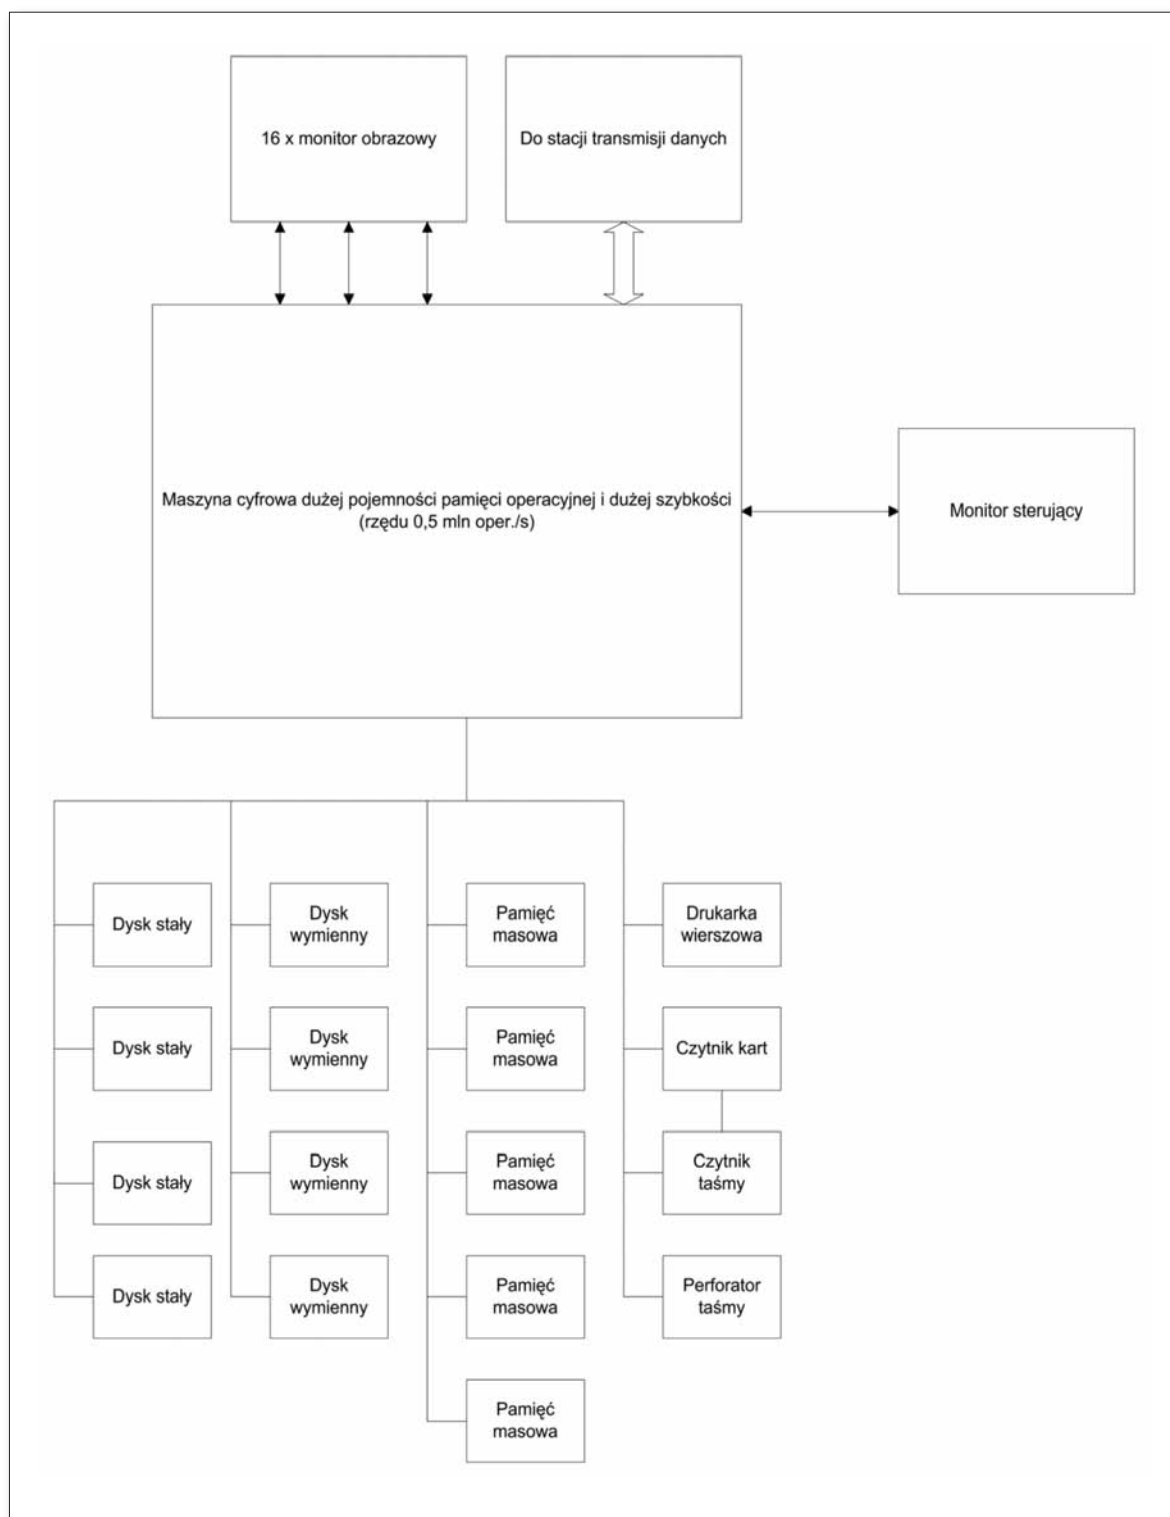 16 x monitor obrazowy
Do stacji transmisji danych
Maszyna cyfrowa dużej pojemności pamięci operacyjnej i dużej szybkości
(rzędu 0,5 mln oper./s)
Monitor sterujący
Dysk stały
Dysk
wymienny
Pamięć
masowa
Drukarka
wierszowa
Dysk stały
Dysk
wymienny
Pamięć
masowa
Czytnik kart
Dysk stały
Dysk
wymienny
Pamięć
masowa
Czytnik
taśmy
Dysk stały
Dysk
wymienny
Pamięć
masowa
Perforator
taśmy
Pamięć
masowa